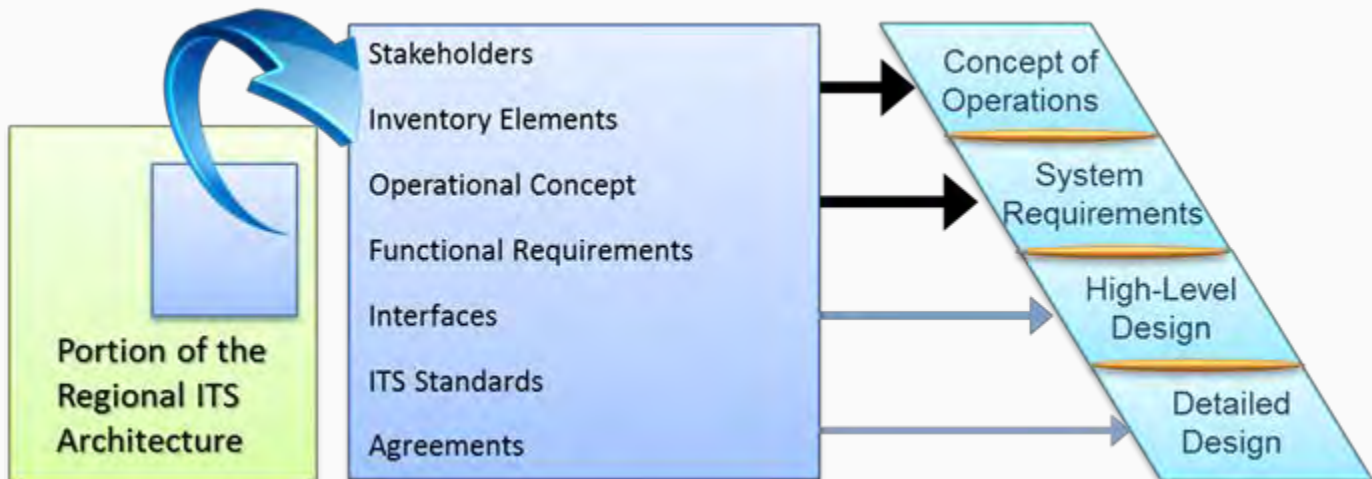 Portion of the
Regional ITS
Architecture
Stakeholders
Inventory Elements
Operational Concept
Functional Requirements
Interfaces
ITS Standards
Agreements
Concept of
Operations
System
Requirements
High-Level
Design
Detailed
Design